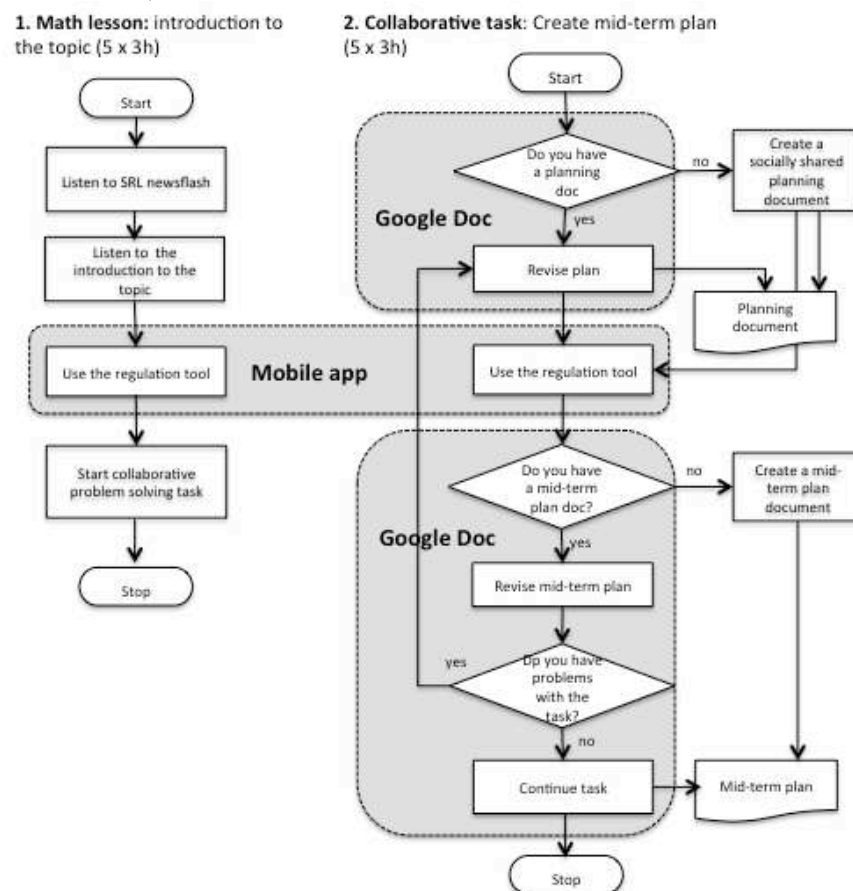 1. Math lesson: introduction to
the topic (5 x 3h)
Start
Listen to SRL newsflash
Listen to the
introduction to the
topic
Use the regulation tool
Start collaborative
problem solving task
Stop
Mobile app
2. Collaborative task: Create mid-term plan
(5 x 3h)
Start
Do you have
a planning
doc
no
Create a
socially shared
planning
document
yes
Google Doc
Revise plan
Planning
document
Use the regulation tool
Do you have
a mid-term
plan doc?
no
Create a mid-
term plan
document
Google Doc
yes
Revise mid-term plan
yes
Dp you have
problems
with the
task?
no
Continue task
Mid-term plan
Stop